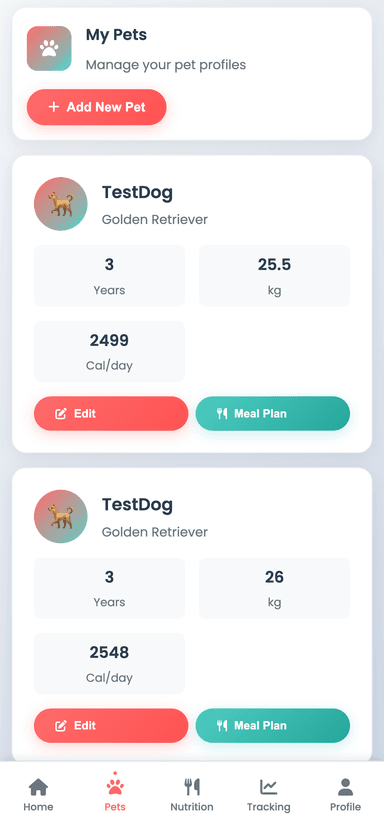 My Pets
Manage your pet profiles
+ Add New Pet
TestDog
Golden Retriever
3
25.5
Years
kg
2499
Cal/day
Edit
Meal Plan
TestDog
Golden Retriever
3
26
Years
kg
2548
Cal/day
Edit
Meal Plan
Home
Pets
Nutrition
Tracking
Profile